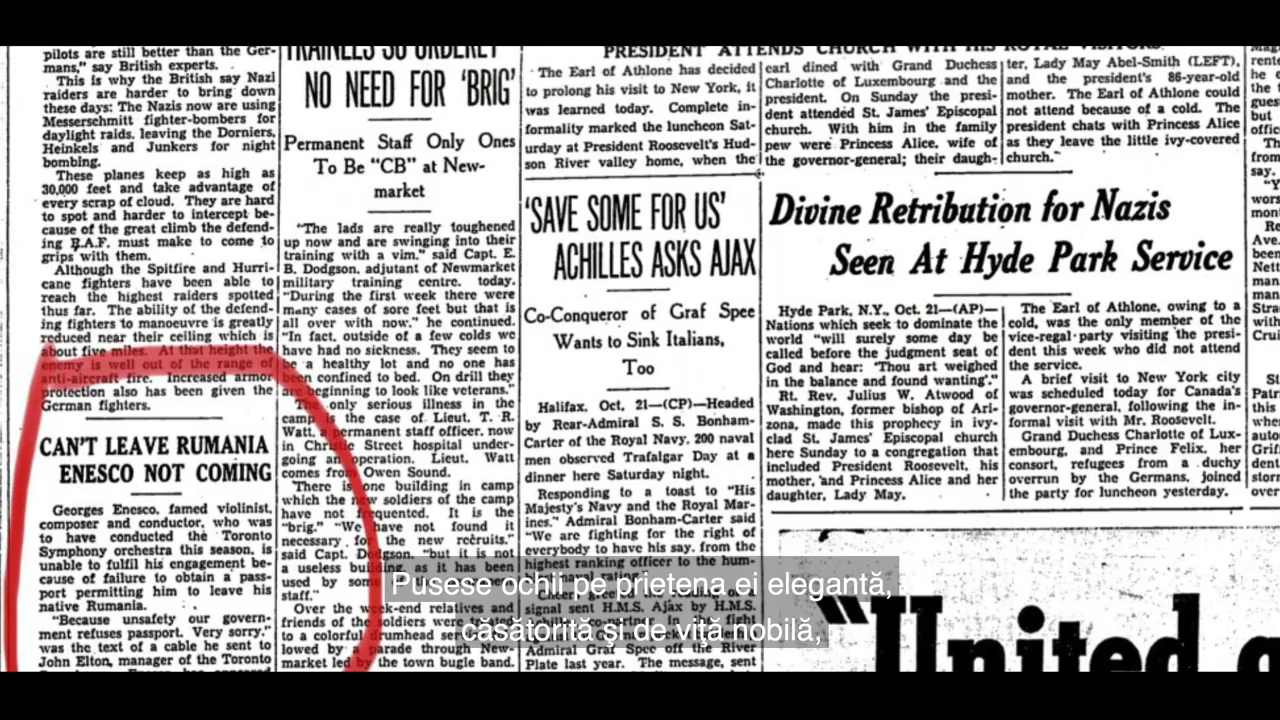 pilots are still better than the Ger-
mans," say British experts.
This is why the British say Nazi
raiders are harder to bring down
these days: The Nazis now are using
Messerschmitt fighter-bombers for
daylight raids, leaving the Dorniers,
Heinkels and Junkers for night
bombing.
These planes keep as high as
30,000 feet and take advantage of
every scrap of cloud. They are hard
to spot and harder to intercept be-
cause of the great climb the defend-
ing R.A.F. must make to come to
grips with them.
Although the Spitfire and Hurri-
cane fighters have been able to
reach the highest raiders spotted
thus far. The ability of the defend-
ing fighters to manoeuvre is greatly
reduced near their ceiling which is
about five miles. At that height the
enemy is well out of the range of
anti-aircraft fire. Increased armor
protection also has been given the
German fighters.
CAN'T LEAVE RUMANIA
ENESCO NOT COMING
Georges Enesco, famed violinist,
composer and conductor, who was
to have conducted the Toronto
Symphony orchestra this season, is
unable to fulfil his engagement be-
cause of failure to obtain a pass-
port permitting him to leave his
native Rumania.
"Because unsafety our govern-
ment refuses passport. Very sorry."
was the text of a cable he sent to
John Elton, manager of the Toronto
TRAINEES SO ORDERLY
NO NEED FOR 'BRIG'
Permanent Staff Only Ones
To Be "CB" at New-
market
"The lads are really toughened
up now and are swinging into their
training with a vim." said Capt. E.
B. Dodgson, adjutant of Newmarket
military training centre. today.
"During the first week there were
many cases of sore feet but that is
all over with now." he continued.
"In fact, outside of a few colds we
have had no sickness. They seem to
be a healthy lot and no one has
been confined to bed. On drill they
are beginning to look like veterans."
The only serious illness in the
camp is the case of Lieut. T. R.
Watt, a permanent staff officer, now
in Christie Street hospital under-
going an operation. Lieut. Watt
comes from Owen Sound.
There is one building in camp
which the new soldiers of the camp
have not frequented. It is the
"brig." "We have not found it
necessary for the new recruits."
said Capt. Dodgson, "but it is not
a useless building as it has been
used by some
staff."
Over the week-end relatives and
friends of the soldiers were
to a colorful drumhead
lowed by a parade through New-
market led by the town bugle band.
PRESIDENT ATTENDS CHURCH WITH HIS ROYAL VISITORS
The Earl of Athlone has decided
to prolong his visit to New York, it
was learned today. Complete in-
formality marked the luncheon Sat-
urday at President Roosevelt's Hud-
son River valley home, when the
earl dined with Grand Duchess
Charlotte of Luxembourg and the
president. On Sunday the presi-
dent attended St. James' Episcopal
church. With him in the family
pew were Princess Alice, wife of
the governor-general; their daugh-
ter, Lady May Abel-Smith (LEFT),
and the president's 86-year-old
mother. The Earl of Athlone could
not attend because of a cold. The
president chats with Princess Alice
as they leave the little ivy-covered
church."
'SAVE SOME FOR US'
ACHILLES ASKS AJAX
Co-Conqueror of Graf Spee
Wants to Sink Italians,
Too
Halifax, Oct. 21—(CP)—Headed
by Rear-Admiral S. S. Bonham-
Carter of the Royal Navy, 200 naval
men observed Trafalgar Day at a
dinner here Saturday night.
Responding to a toast to "His
Majesty's Navy and the Royal Mar-
ines." Admiral Bonham-Carter said
"We are fighting for the right of
everybody to have his say, from the
highest ranking officer to the hum-
signal sent H.M.S. Ajax by H.M.S.
Admiral Graf Spee off the River
Plate last year. The message, sent
Divine Retribution for Nazis
Seen At Hyde Park Service
Hyde Park, N.Y., Oct. 21—(AP)—
Nations which seek to dominate the
world "will surely some day be
called before the judgment seat of
God and hear: 'Thou art weighed
in the balance and found wanting'."
Rt. Rev. Julius W. Atwood of
Washington, former bishop of Ari-
zona, made this prophecy in ivy-
clad St. James' Episcopal church
here Sunday to a congregation that
included President Roosevelt, his
mother, and Princess Alice and her
daughter, Lady May.
The Earl of Athlone, owing to a
cold, was the only member of the
vice-regal party visiting the presi-
dent this week who did not attend
the service.
A brief visit to New York city
was scheduled today for Canada's
governor-general, following the in-
formal visit with Mr. Roosevelt.
Grand Duchess Charlotte of Lux-
embourg, and Prince Felix, her
consort, refugees from a duchy
overrun by the Germans, joined
the party for luncheon yesterday.
"United
Pusese ochii pe prietena ei elegantă,
căsătorită și de viță nobilă,